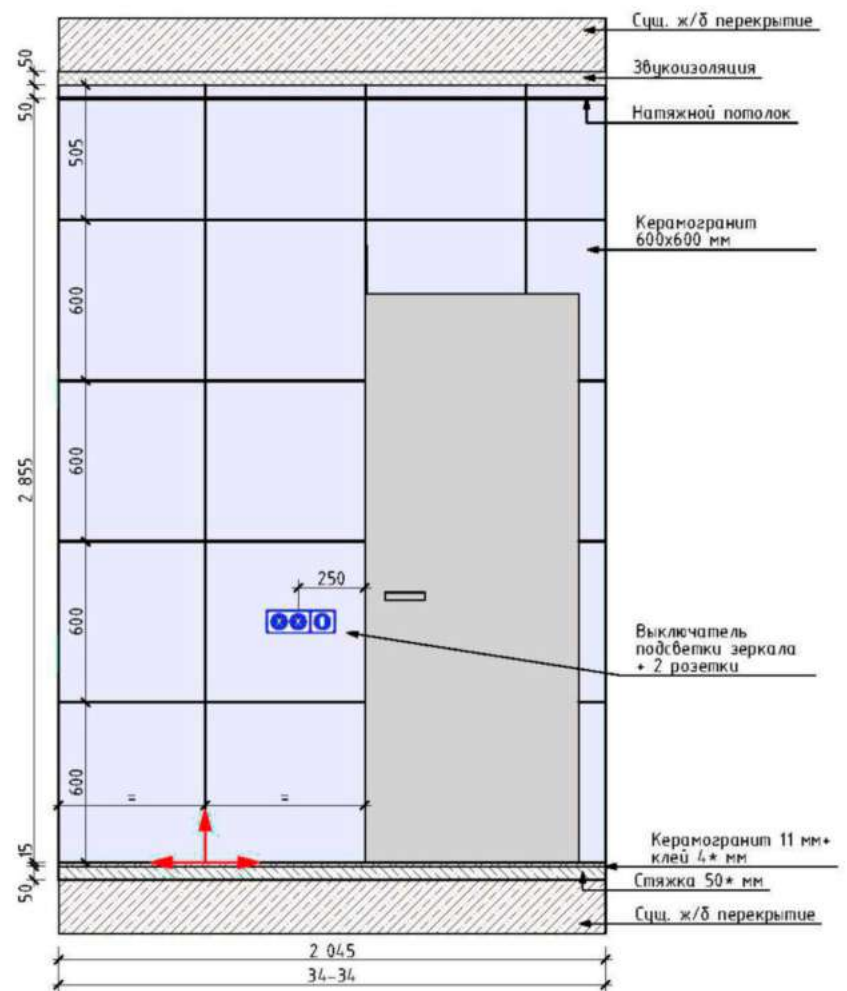 Сущ. ж/б перекрытие
50
Звукоизоляция
50
Натяжной потолок
505
Керамогранит
600х600 мм
600
2 855
600
250
600
Выключатель
подсветки зеркала
+ 2 розетки
600
=
=
15
Керамогранит 11 мм+
клей 4* мм
50
Стяжка 50* мм
Сущ. ж/б перекрытие
2 045
34-34